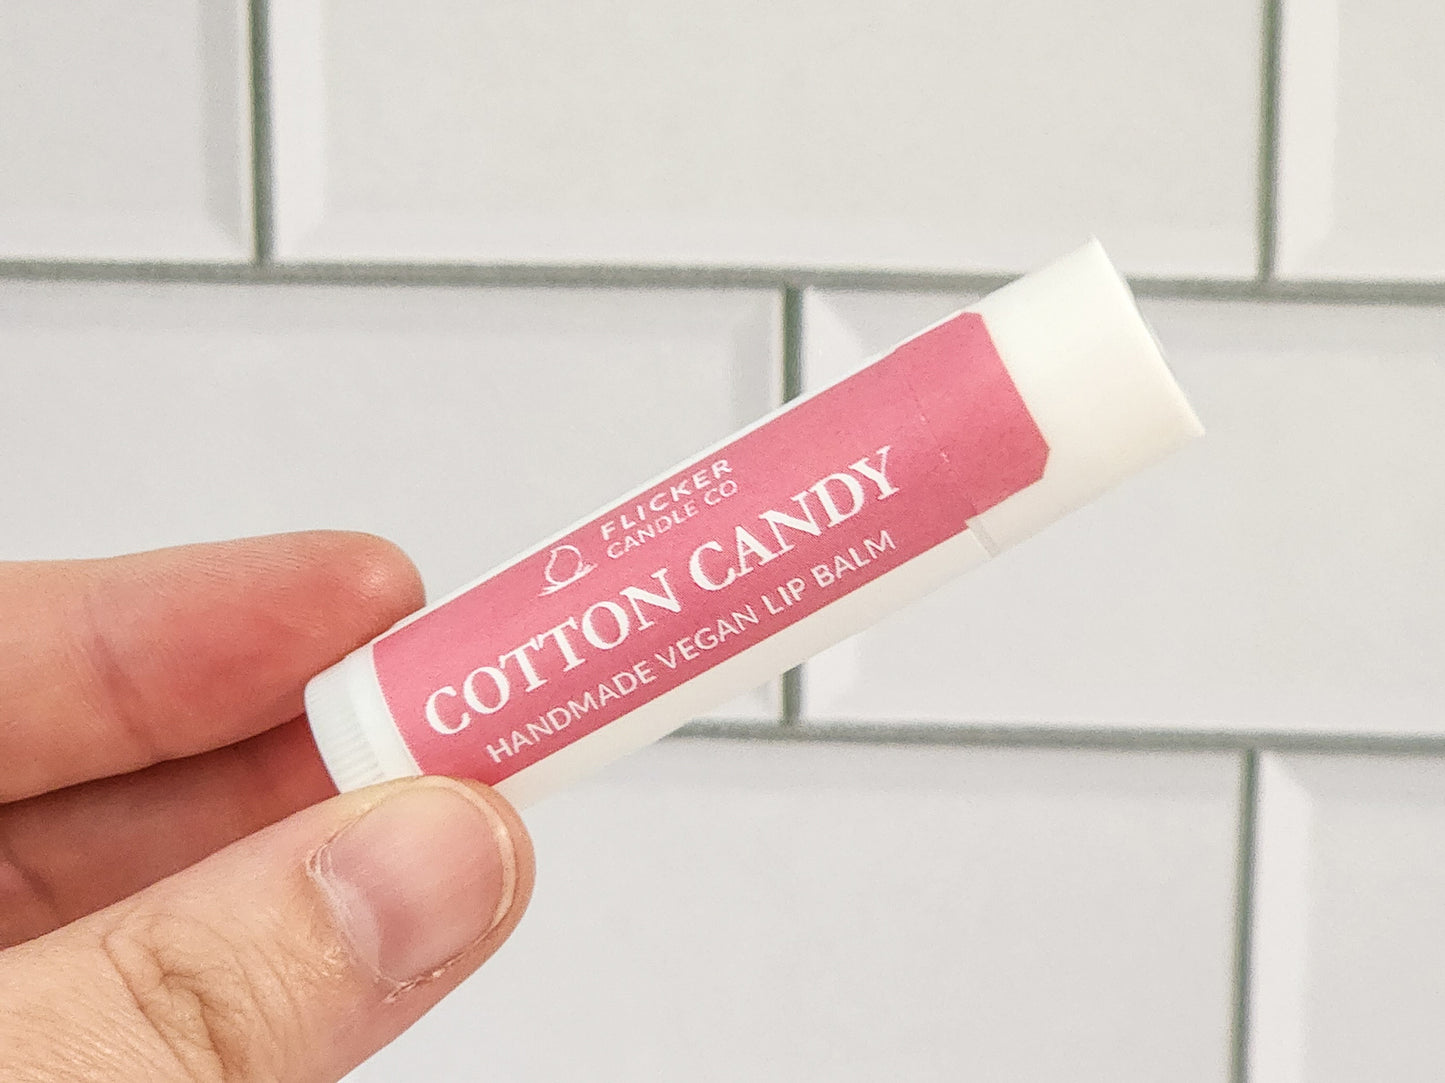 FLICKER
CANDLE CO
COTTON CANDY
HANDMADE VEGAN LIP BALM